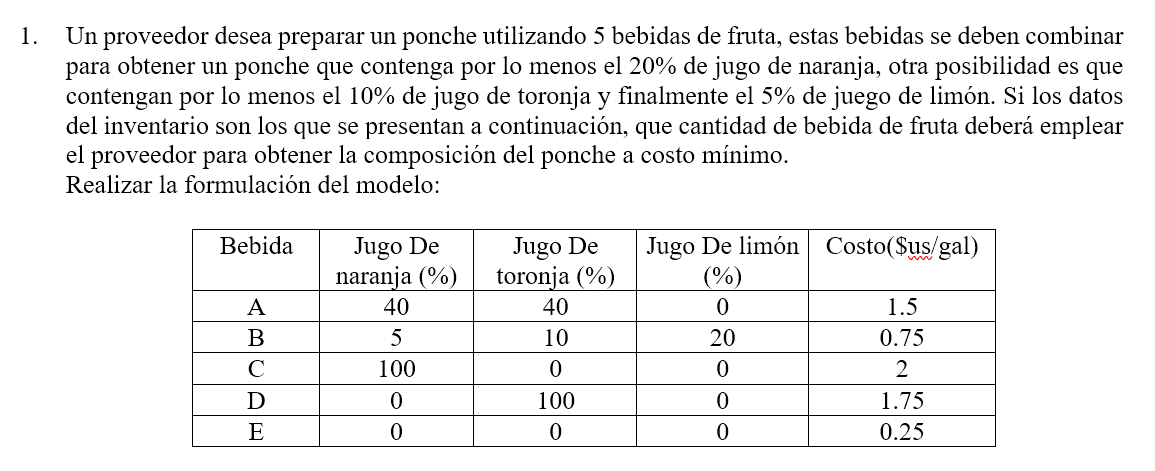 1. Un proveedor desea preparar un ponche utilizando 5 bebidas de fruta, estas bebidas se deben combinar
para obtener un ponche que contenga por lo menos el 20% de jugo de naranja, otra posibilidad es que
contengan por lo menos el 10% de jugo de toronja y finalmente el 5% de juego de limón. Si los datos
del inventario son los que se presentan a continuación, que cantidad de bebida de fruta deberá emplear
el proveedor para obtener la composición del ponche a costo mínimo.
Realizar la formulación del modelo:
Bebida Jugo De Jugo De Jugo De limón Costo($us/gal)
naranja (%) toronja (%) (%)
A 40 40 0 1.5
B 5 10 20 0.75
C 100 0 0 2
D 0 100 0 1.75
E 0 0 0 0.25